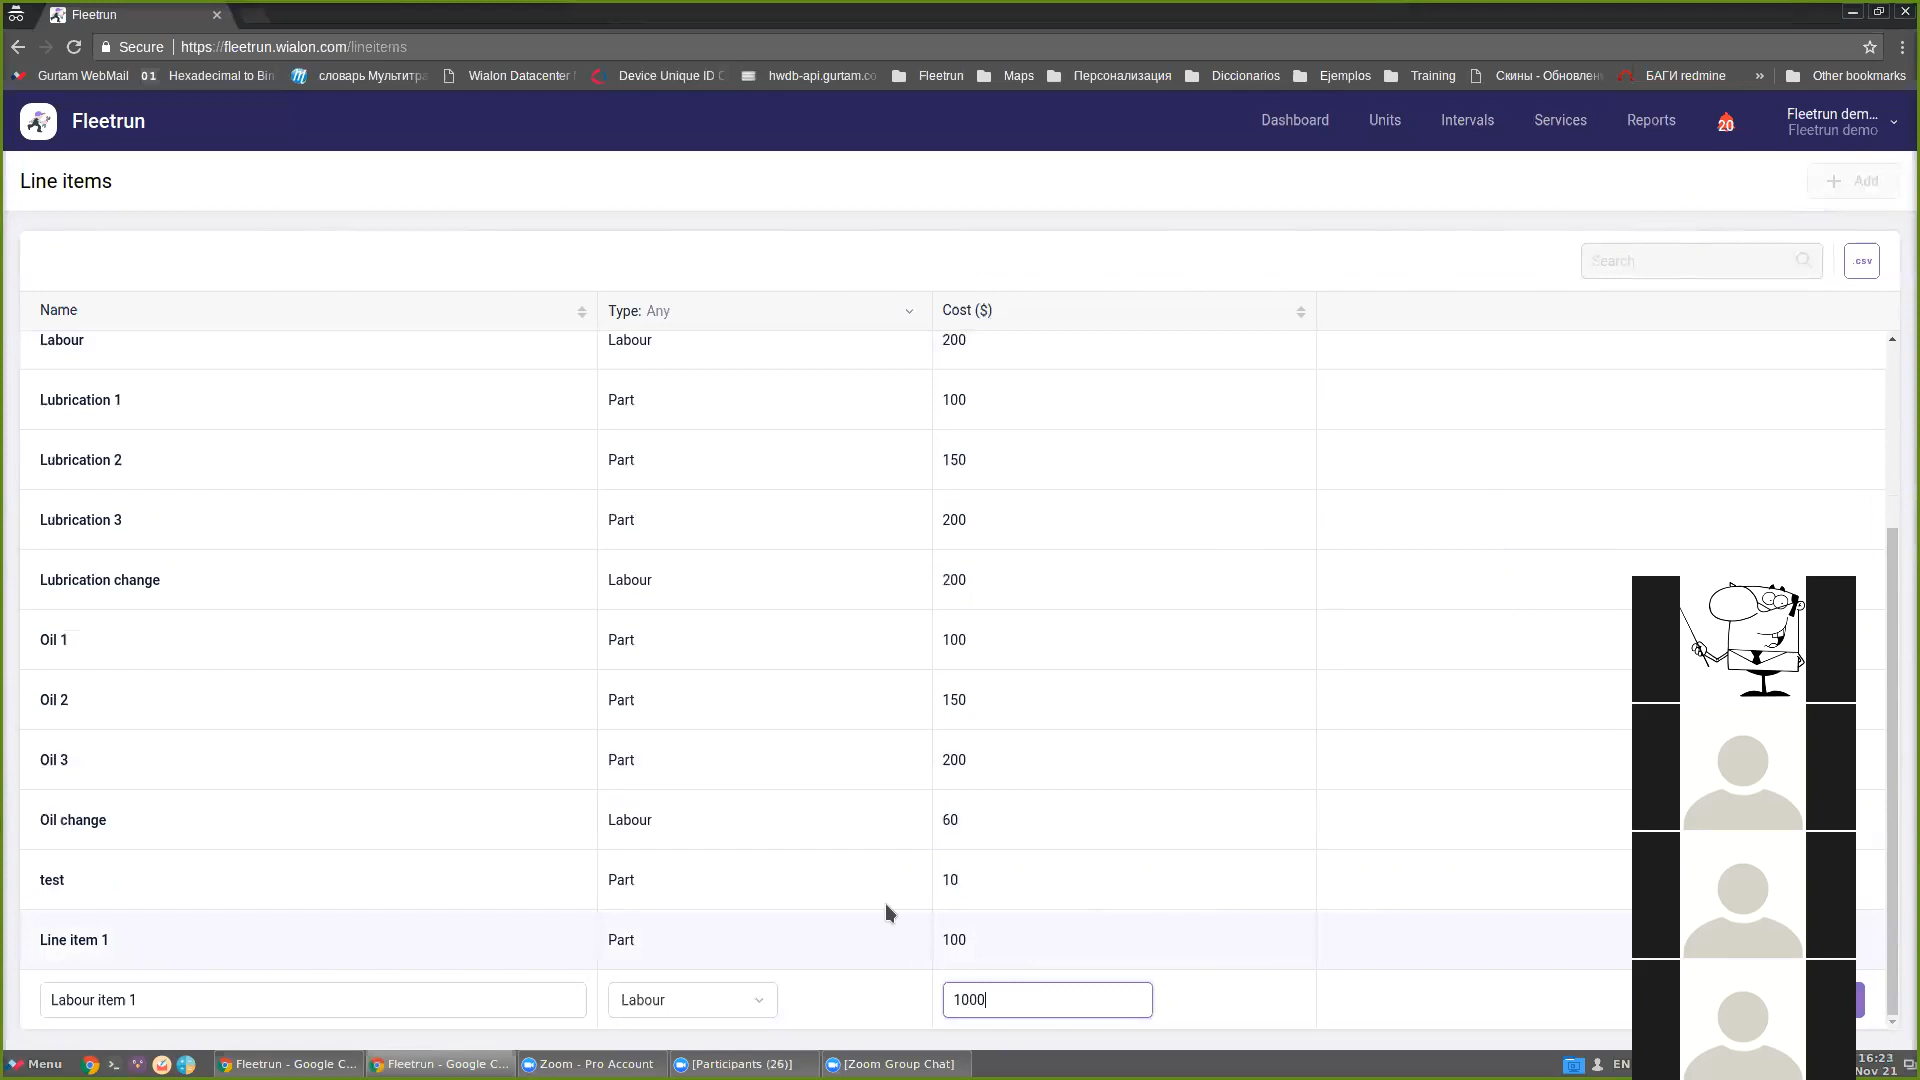 Fleetrun
Secure https://fleetrun.wialon.com/lineitems
Gurtam WebMail
01 Hexadecimal to Bin
словарь Мультитра
Wialon Datacenter
Device Unique ID C
hwdb-api.gurtam.co
Fleetrun
Maps
Персонализация
Diccionarios
Ejemplos
Training
Скины - Обновлен
БАГИ redmine
»
Other bookmarks
Fleetrun
Dashboard
Units
Intervals
Services
Reports
20
Fleetrun dem...
Fleetrun demo
Line items
+ Add
Search
.csv
Name Type: Any Cost ($)
Labour Labour 200
Lubrication 1 Part 100
Lubrication 2 Part 150
Lubrication 3 Part 200
Lubrication change Labour 200
Oil 1 Part 100
Oil 2 Part 150
Oil 3 Part 200
Oil change Labour 60
test Part 10
Line item 1 Part 100
Labour item 1 Labour 1000
Menu
Fleetrun - Google C...
Fleetrun - Google C...
Zoom - Pro Account
[Participants (26)]
[Zoom Group Chat]
EN
16:23
Nov 21